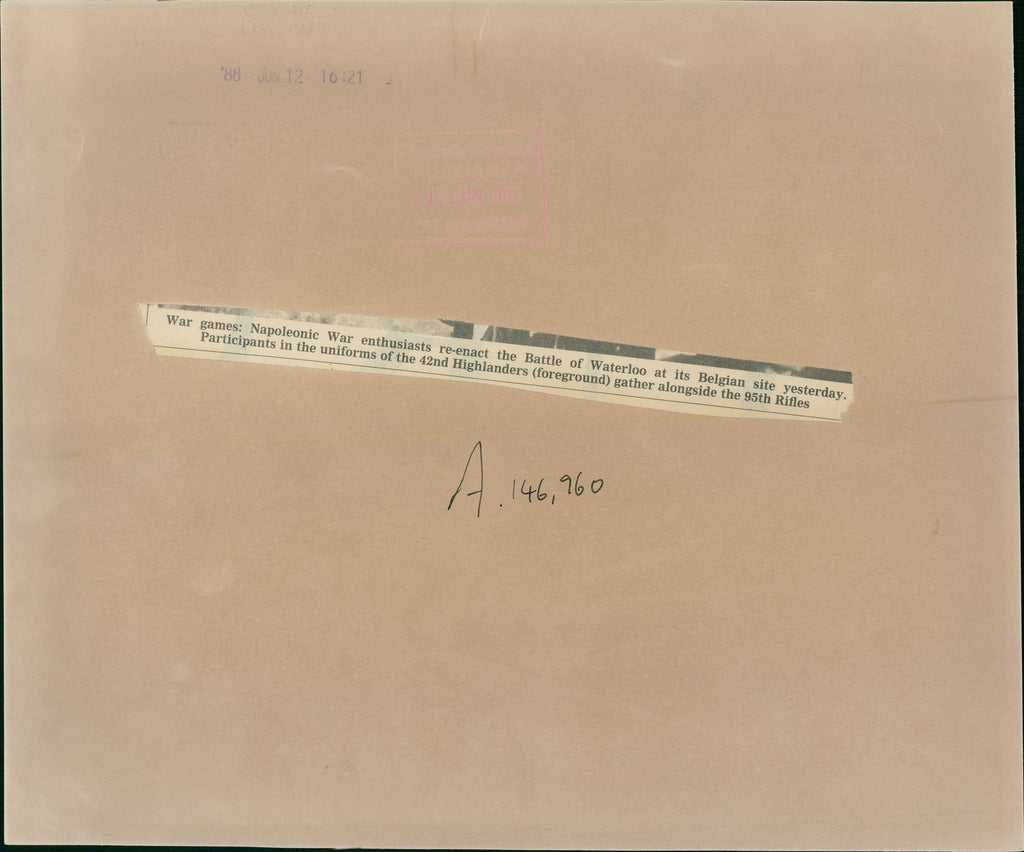 LONDON
'88 JUN 12 16:21
War games: Napoleonic War enthusiasts re-enact the Battle of Waterloo at its Belgian site yesterday.
Participants in the uniforms of the 42nd Highlanders (foreground) gather alongside the 95th Rifles
A. 146,960